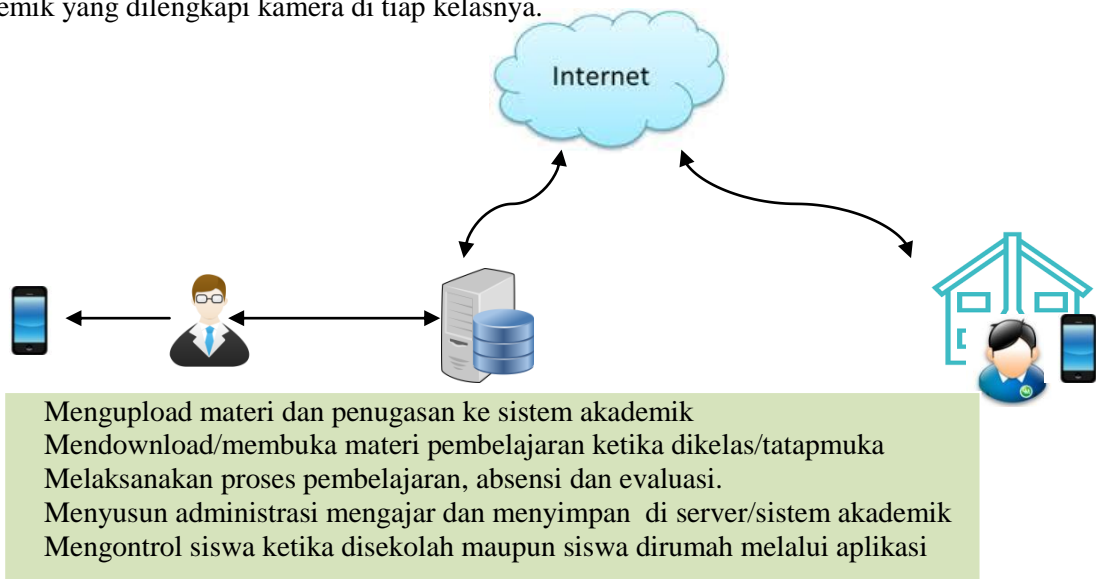 emik yang dilengkapi kamera di tiap kelasnya.
Internet
Mengupload materi dan penugasan ke sistem akademik
Mendownload/membuka materi pembelajaran ketika dikelas/tatapmuka
Melaksanakan proses pembelajaran, absensi dan evaluasi.
Menyusun administrasi mengajar dan menyimpan di server/sistem akademik
Mengontrol siswa ketika disekolah maupun siswa dirumah melalui aplikasi